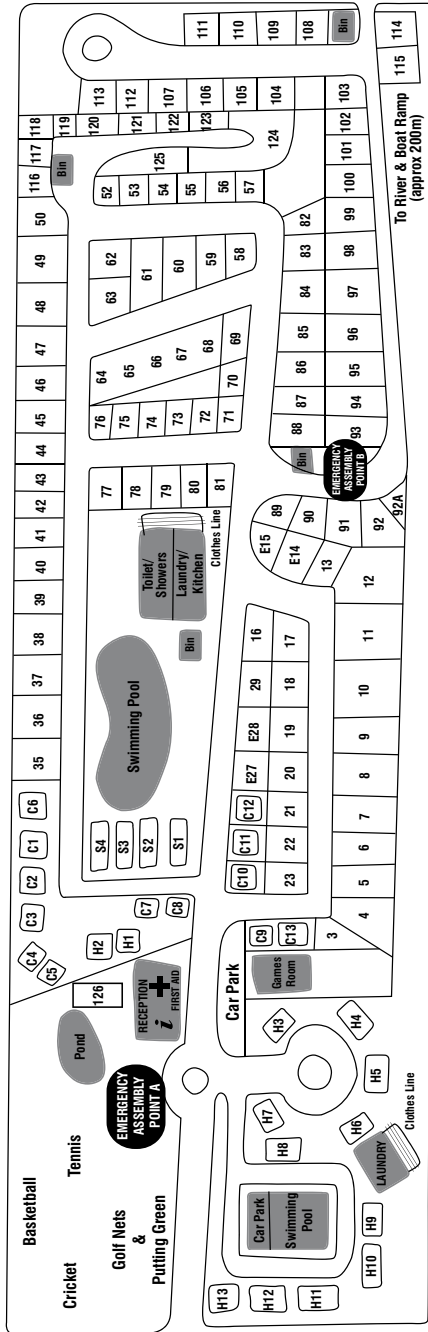 Basketball
Cricket
Tennis
Golf Nets
&
Putting Green
EMERGENCY
ASSEMBLY
POINT A
Pond
126
RECEPTION
i
FIRST AID
C4
C5
C3
C2
C1
C6
H2
H1
C7
C8
35
36
37
38
39
40
41
42
43
44
45
46
47
48
49
50
116
117
118
Bin
119
120
121
122
123
113
112
107
106
105
104
103
102
101
100
111
110
109
108
Bin
114
115
To River & Boat Ramp
(approx 200m)
S4
S3
S2
S1
Swimming Pool
Bin
Toilet/
Showers
Laundry/
Kitchen
Clothes Line
77
78
79
80
81
76
75
74
73
72
71
64
65
66
67
68
69
70
63
62
61
60
59
58
52
53
54
55
56
57
125
124
82
83
84
85
86
87
88
Bin
99
98
97
96
95
94
93
EMERGENCY
ASSEMBLY
POINT B
E15
89
E14
90
13
91
92
92A
C10
C11
C12
E27
E28
29
16
23
22
21
20
19
18
17
Car Park
C9
C13
Games
Room
3
4
5
6
7
8
9
10
11
12
H3
H4
H5
H6
H7
H8
LAUNDRY
Clothes Line
Car Park
Swimming
Pool
H13
H12
H11
H10
H9